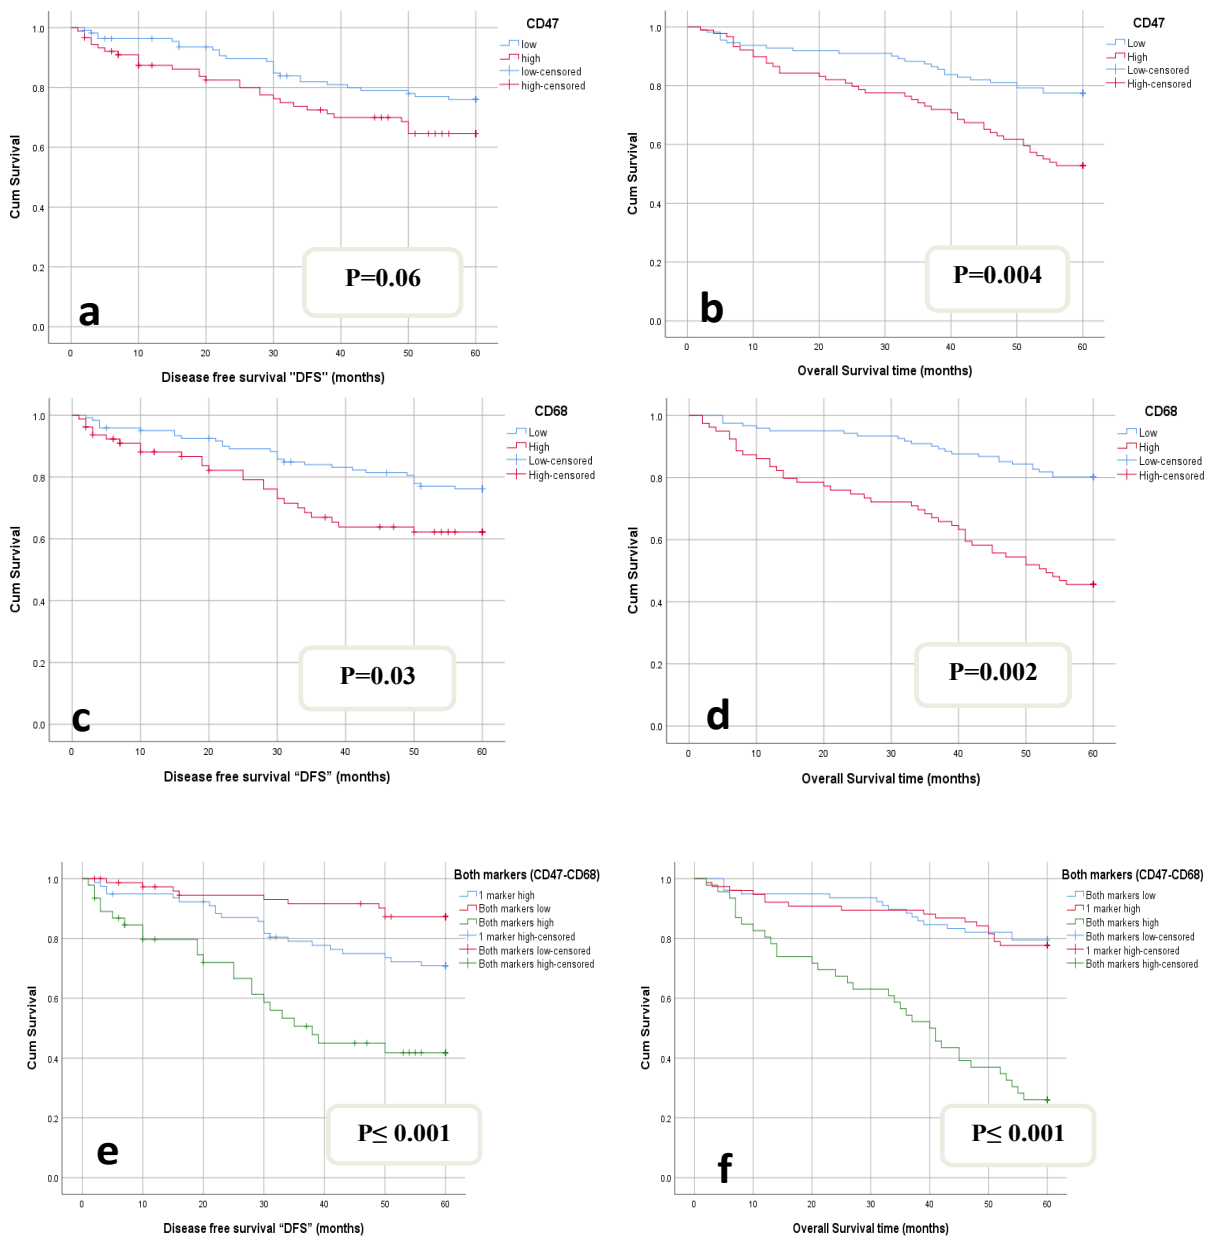 CD47
low
high
low-censored
high-censored
Cum Survival
1.0
0.8
0.6
0.4
0.2
0.0
P=0.06
a
0 10 20 30 40 50 60
Disease free survival "DFS" (months)
CD47
Low
High
Low-censored
High-censored
Cum Survival
1.0
0.8
0.6
0.4
0.2
0.0
P=0.004
b
0 10 20 30 40 50 60
Overall Survival time (months)
CD68
Low
High
Low-censored
High-censored
Cum Survival
1.0
0.8
0.6
0.4
0.2
0.0
P=0.03
c
0 10 20 30 40 50 60
Disease free survival “DFS” (months)
CD68
Low
High
Low-censored
High-censored
Cum Survival
1.0
0.8
0.6
0.4
0.2
0.0
P=0.002
d
0 10 20 30 40 50 60
Overall Survival time (months)
Both markers (CD47-CD68)
1 marker high
Both markers low
Both markers high
1 marker high-censored
Both markers low-censored
Both markers high-censored
Cum Survival
1.0
0.8
0.6
0.4
0.2
0.0
P≤ 0.001
e
0 10 20 30 40 50 60
Disease free survival “DFS” (months)
Both markers (CD47-CD68)
Both markers low
1 marker high
Both markers high
Both markers low-censored
1 marker high-censored
Both markers high-censored
Cum Survival
1.0
0.8
0.6
0.4
0.2
0.0
P≤ 0.001
f
0 10 20 30 40 50 60
Overall Survival time (months)